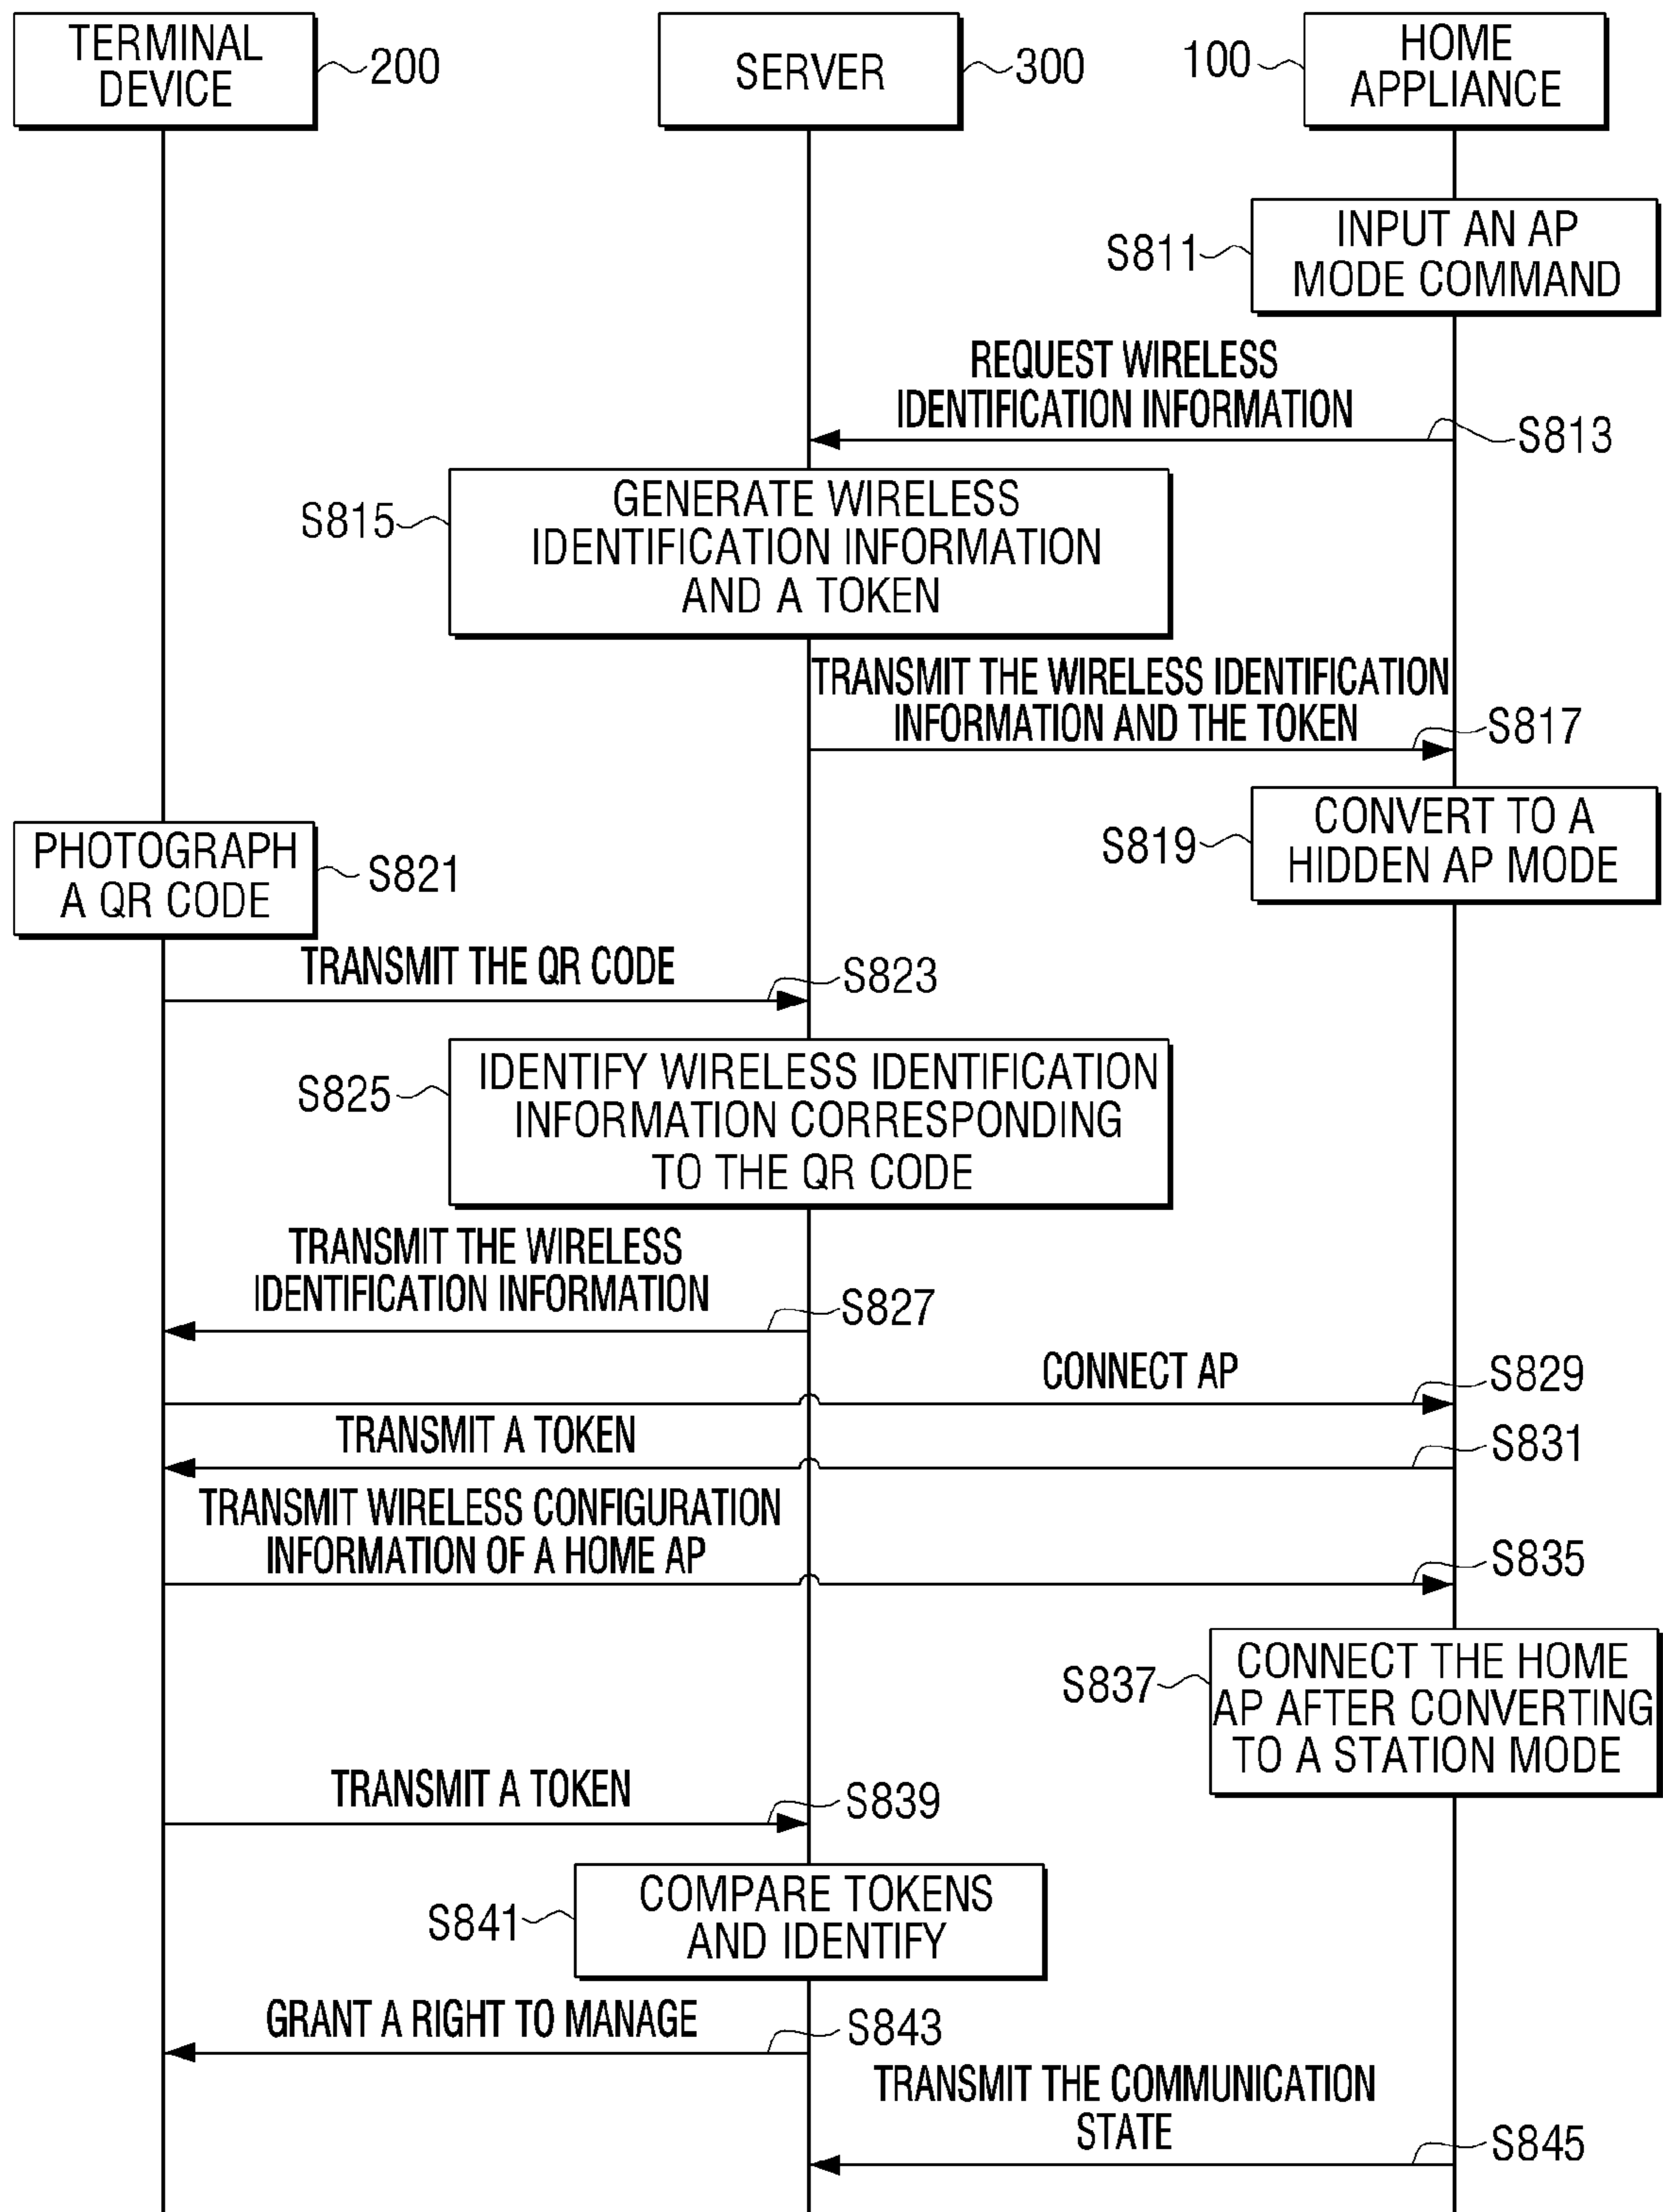 TERMINAL
DEVICE
200
SERVER
300
100
HOME
APPLIANCE
S811
INPUT AN AP
MODE COMMAND
REQUEST WIRELESS
IDENTIFICATION INFORMATION
S813
S815
GENERATE WIRELESS
IDENTIFICATION INFORMATION
AND A TOKEN
TRANSMIT THE WIRELESS IDENTIFICATION
INFORMATION AND THE TOKEN
S817
S819
CONVERT TO A
HIDDEN AP MODE
PHOTOGRAPH
A QR CODE
S821
TRANSMIT THE QR CODE
S823
S825
IDENTIFY WIRELESS IDENTIFICATION
INFORMATION CORRESPONDING
TO THE QR CODE
TRANSMIT THE WIRELESS
IDENTIFICATION INFORMATION
S827
CONNECT AP
S829
TRANSMIT A TOKEN
S831
TRANSMIT WIRELESS CONFIGURATION
INFORMATION OF A HOME AP
S835
S837
CONNECT THE HOME
AP AFTER CONVERTING
TO A STATION MODE
TRANSMIT A TOKEN
S839
S841
COMPARE TOKENS
AND IDENTIFY
GRANT A RIGHT TO MANAGE
S843
TRANSMIT THE COMMUNICATION
STATE
S845